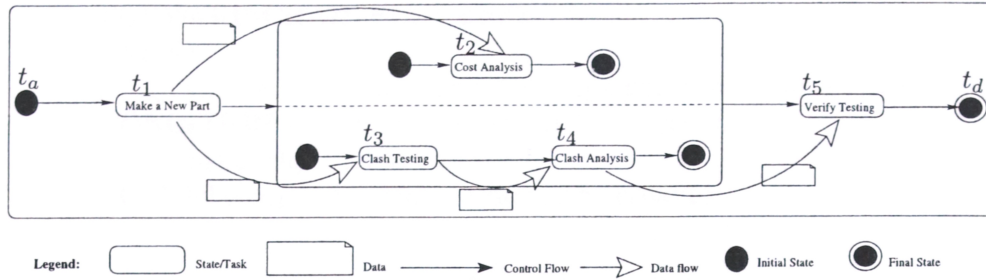 t2
Cost Analysis
ta
t1
Make a New Part
t5
Verify Testing
td
t3
Clash Testing
t4
Clash Analysis
Legend:
State/Task
Data
Control Flow
Data flow
Initial State
Final State